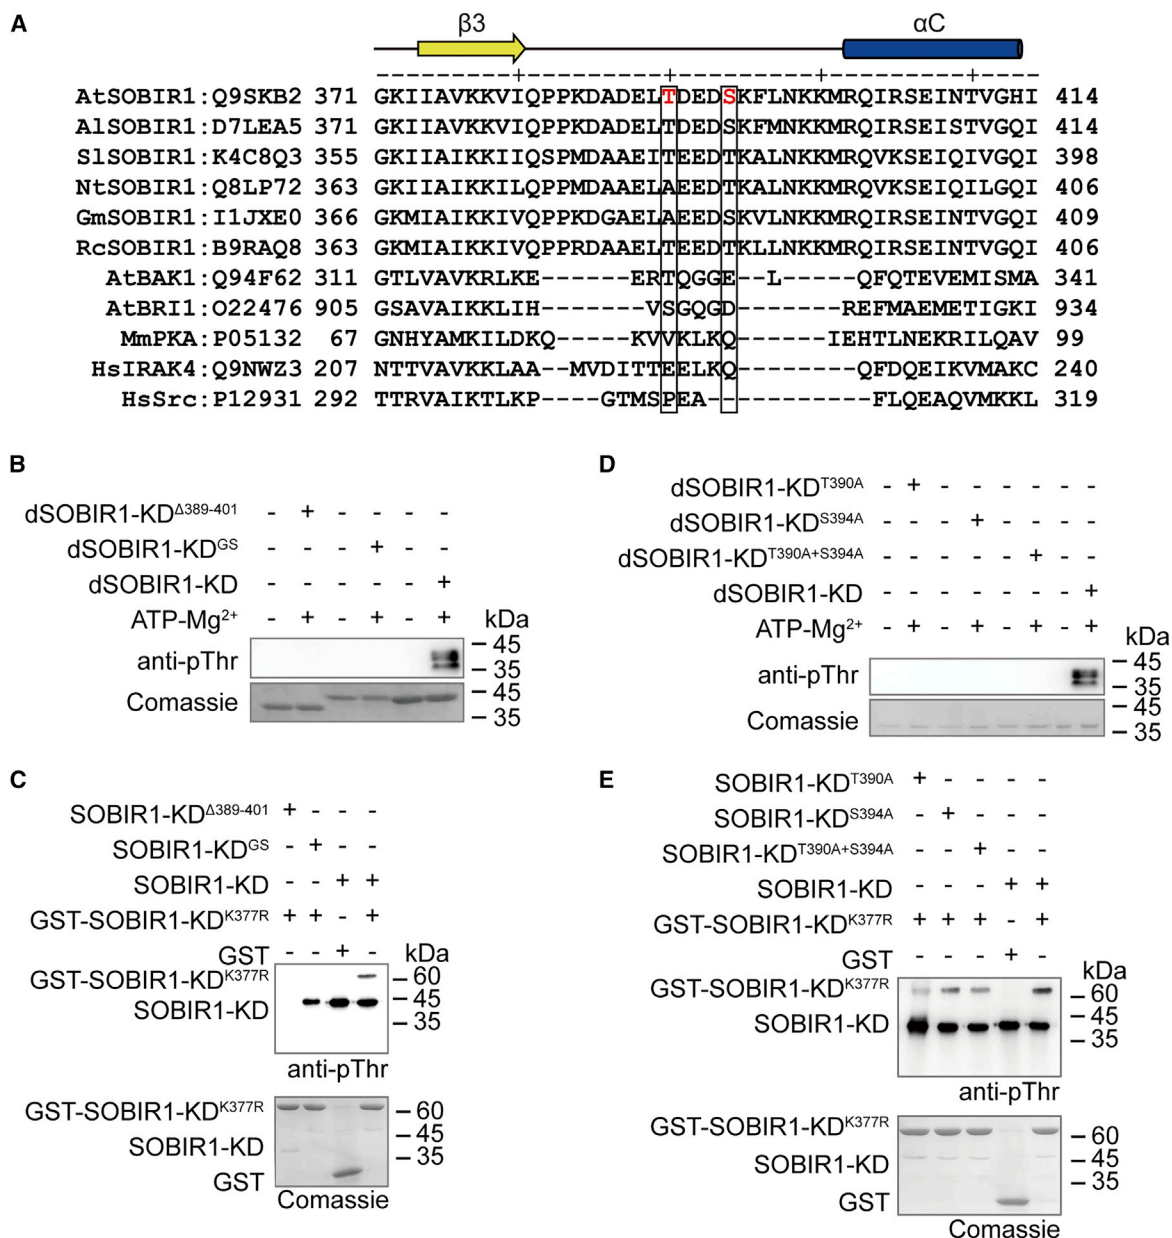 A
β3
αC
AtSOBIR1:Q9SKB2 371 GKIIAVKKVIQPPKDADELTDEDSKFLNKKMRQIRSEINTVGHI 414
AlSOBIR1:D7LEA5 371 GKIIAVKKVIQPPKDADELTDEDSKFMNKKMRQIRSEISTVGQI 414
SlSOBIR1:K4C8Q3 355 GKIIAIKKIIQSPMDAAEITEEDTKALNKKMRQVKSEIQIVGQI 398
NtSOBIR1:Q8LP72 363 GKIIAIKKILQPPMDAAELAEEDTKALNKKMRQVKSEIQILGQI 406
GmSOBIR1:I1JXE0 366 GKMIAIKKIVQPPKDGAELAEEDSKVLNKKMRQIRSEINTVGQI 409
RcSOBIR1:B9RAQ8 363 GKMIAIKKIVQPPRDAAELTEEDTKLLNKKMRQIRSEINTVGQI 406
AtBAK1:Q94F62 311 GTLVAVKRLKE------ERTQGGE--L-----QFQTEVEMISMA 341
AtBRI1:O22476 905 GSAVAIKKLIH-------VSGQGD-------REFMAEMETIGKI 934
MmPKA:P05132 67 GNHYAMKILDKQ-----KVVKLKQ------IEHTLNEKRILQAV 99
HsIRAK4:Q9NWZ3 207 NTTVAVKKLAA--MVDITTEELKQ--------QFDQEIKVMAKC 240
HsSrc:P12931 292 TTRVAIKTLKP----GTMSPEA-----------FLQEAQVMKKL 319
B
dSOBIR1-KDΔ389-401 - + - - - -
dSOBIR1-KDGS - - - + - -
dSOBIR1-KD - - - - - +
ATP-Mg2+ - + - + - + kDa
anti-pThr
45
35
Comassie
45
35
C
SOBIR1-KDΔ389-401 + - - -
SOBIR1-KDGS - + - -
SOBIR1-KD - - + +
GST-SOBIR1-KDK377R + + - +
GST - - + - kDa
GST-SOBIR1-KDK377R
60
SOBIR1-KD
45
35
anti-pThr
GST-SOBIR1-KDK377R
60
45
SOBIR1-KD
35
GST
Comassie
D
dSOBIR1-KDT390A - + - - - - - -
dSOBIR1-KDS394A - - - + - - - -
dSOBIR1-KDT390A+S394A - - - - - + - -
dSOBIR1-KD - - - - - - - +
ATP-Mg2+ - + - + - + - + kDa
anti-pThr
45
35
Comassie
45
35
E
SOBIR1-KDT390A + - - - -
SOBIR1-KDS394A - + - - -
SOBIR1-KDT390A+S394A - - + - -
SOBIR1-KD - - - + +
GST-SOBIR1-KDK377R + + + - +
GST - - - + - kDa
GST-SOBIR1-KDK377R
60
SOBIR1-KD
45
35
anti-pThr
GST-SOBIR1-KDK377R
60
SOBIR1-KD
45
35
GST
Comassie